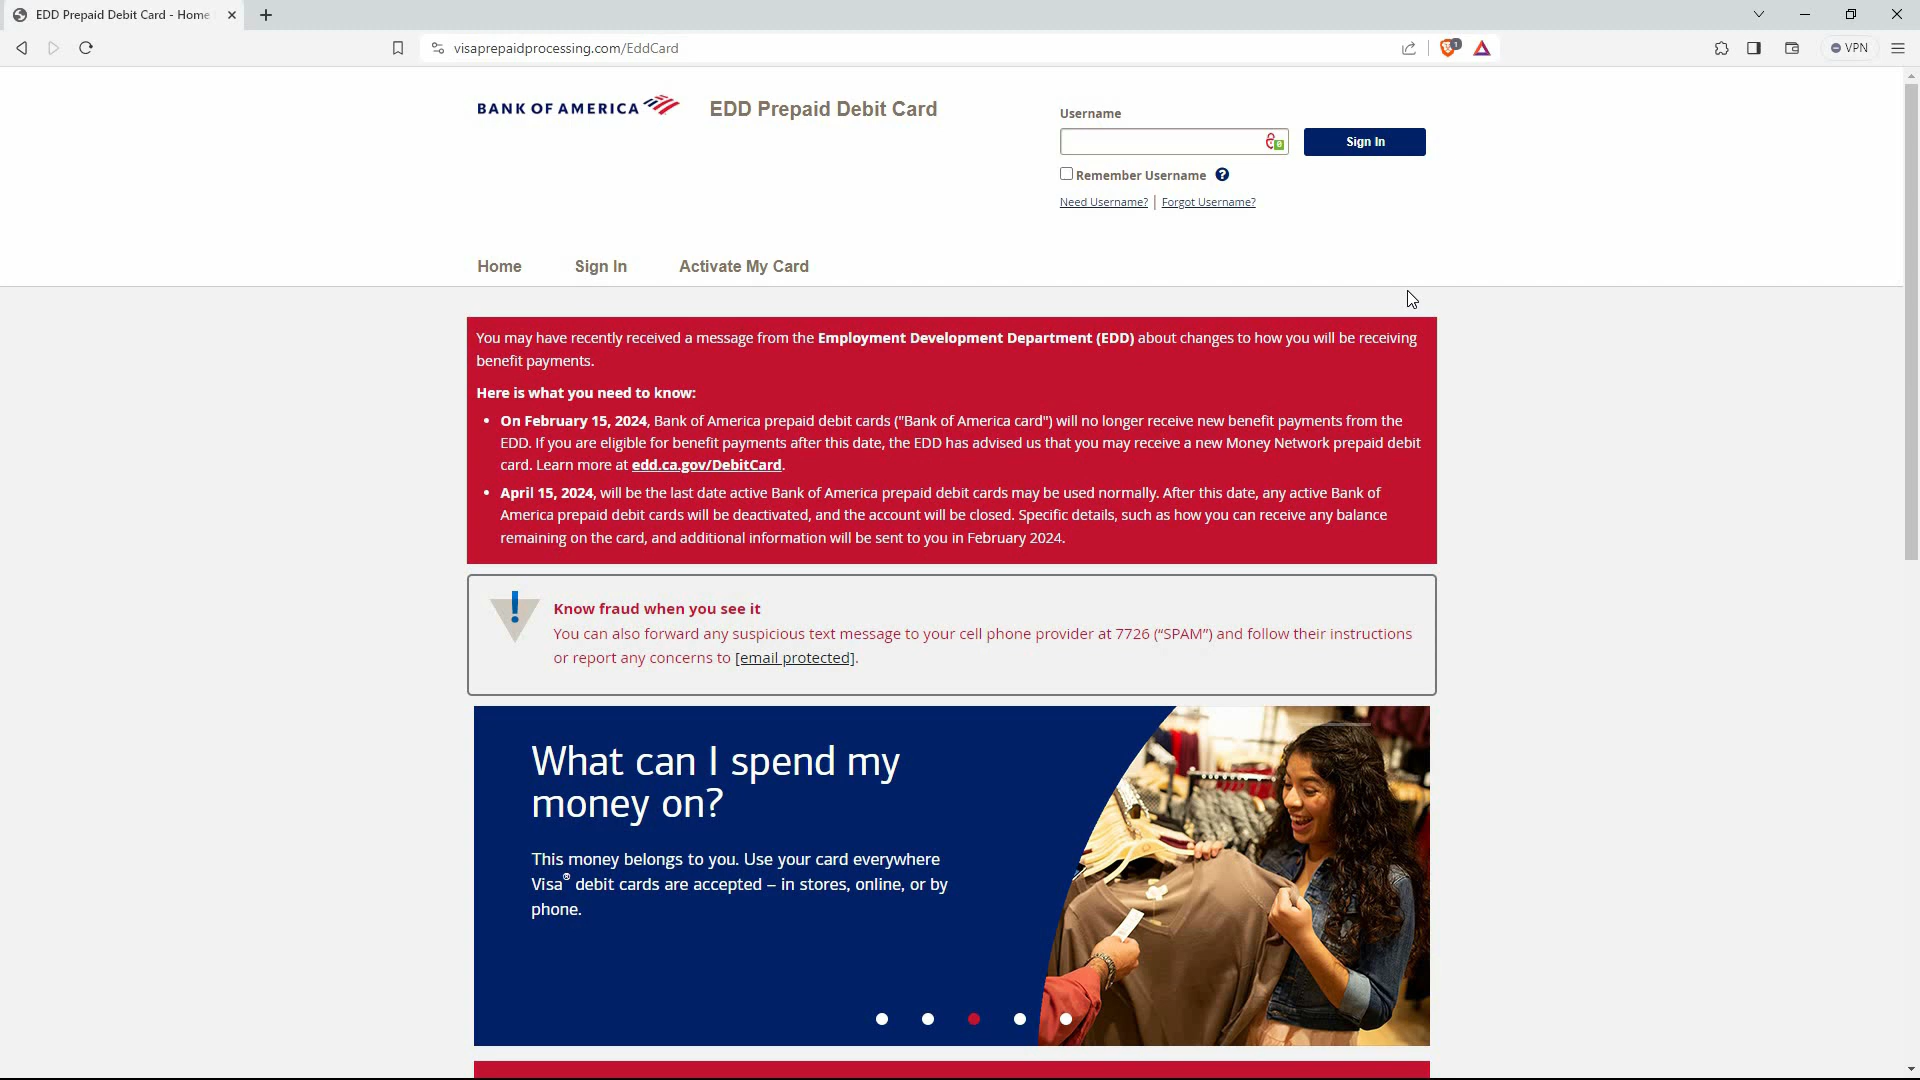 EDD Prepaid Debit Card - Home
visaprepaidprocessing.com/EddCard
1
VPN
BANK OF AMERICA
EDD Prepaid Debit Card
Username
Sign In
Remember Username ?
Need Username? | Forgot Username?
Home Sign In Activate My Card
You may have recently received a message from the Employment Development Department (EDD) about changes to how you will be receiving
benefit payments.
Here is what you need to know:
• On February 15, 2024, Bank of America prepaid debit cards ("Bank of America card") will no longer receive new benefit payments from the
EDD. If you are eligible for benefit payments after this date, the EDD has advised us that you may receive a new Money Network prepaid debit
card. Learn more at edd.ca.gov/DebitCard.
• April 15, 2024, will be the last date active Bank of America prepaid debit cards may be used normally. After this date, any active Bank of
America prepaid debit cards will be deactivated, and the account will be closed. Specific details, such as how you can receive any balance
remaining on the card, and additional information will be sent to you in February 2024.
!
Know fraud when you see it
You can also forward any suspicious text message to your cell phone provider at 7726 (“SPAM”) and follow their instructions
or report any concerns to [email protected].
What can I spend my
money on?
This money belongs to you. Use your card everywhere
Visa® debit cards are accepted – in stores, online, or by
phone.